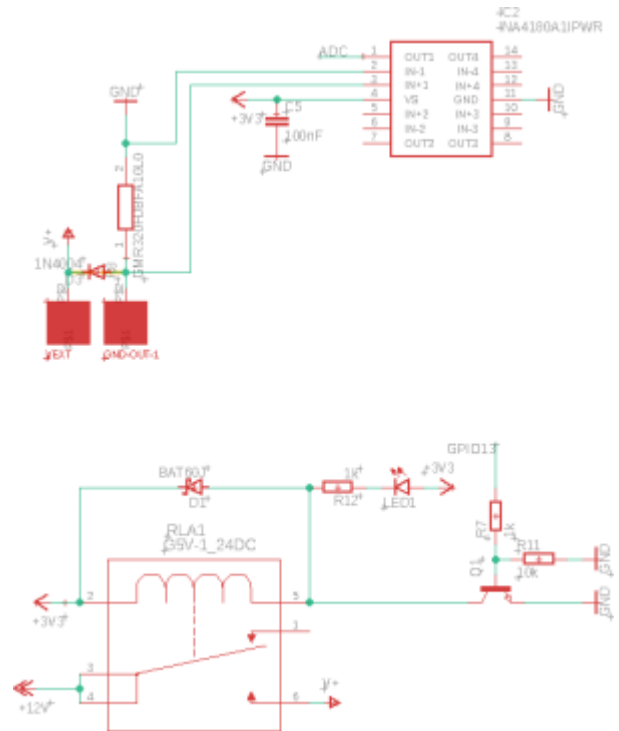 IC2
INA4180A1IPWR
ADC
1 OUT1 OUT4 14
2 IN-1 IN-4 13
3 IN+1 IN+4 12
4 VS GND 11
5 IN+2 IN+3 10
6 IN-2 IN-3 9
7 OUT2 OUT3 8
GND
GND
+3V3
C5
100nF
GND
2
GMR320HJBFA10L0
1
V+
1N4004
D3
VEXT
GND-OUT-1
GPIO13
BAT60J
D1
1k
R12
LED1
+3V3
R7
1k
R11
10k
GND
Q1
GND
RLA1
G5V-1_24DC
2
5
+3V3
1
3
4
+12V
6
V+